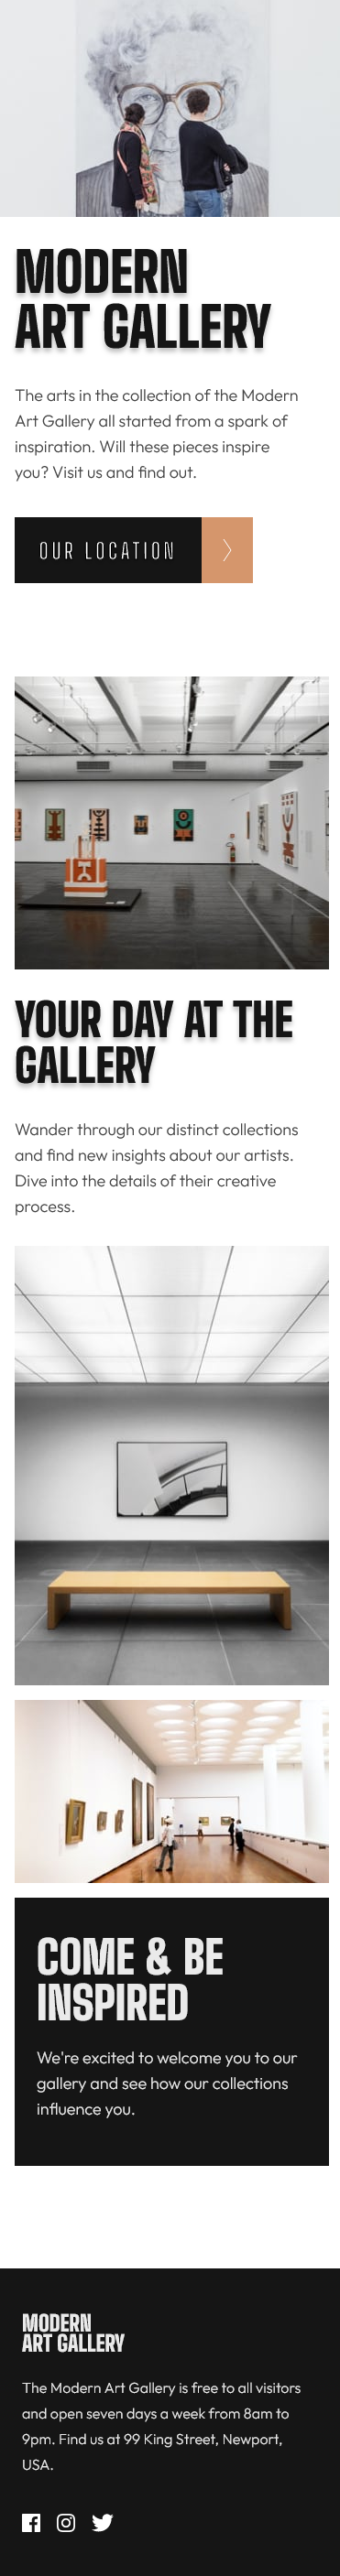 MODERN
ART GALLERY
The arts in the collection of the Modern
Art Gallery all started from a spark of
inspiration. Will these pieces inspire
you? Visit us and find out.
OUR LOCATION
YOUR DAY AT THE
GALLERY
Wander through our distinct collections
and find new insights about our artists.
Dive into the details of their creative
process.
COME & BE
INSPIRED
We're excited to welcome you to our
gallery and see how our collections
influence you.
MODERN
ART GALLERY
The Modern Art Gallery is free to all visitors
and open seven days a week from 8am to
9pm. Find us at 99 King Street, Newport,
USA.